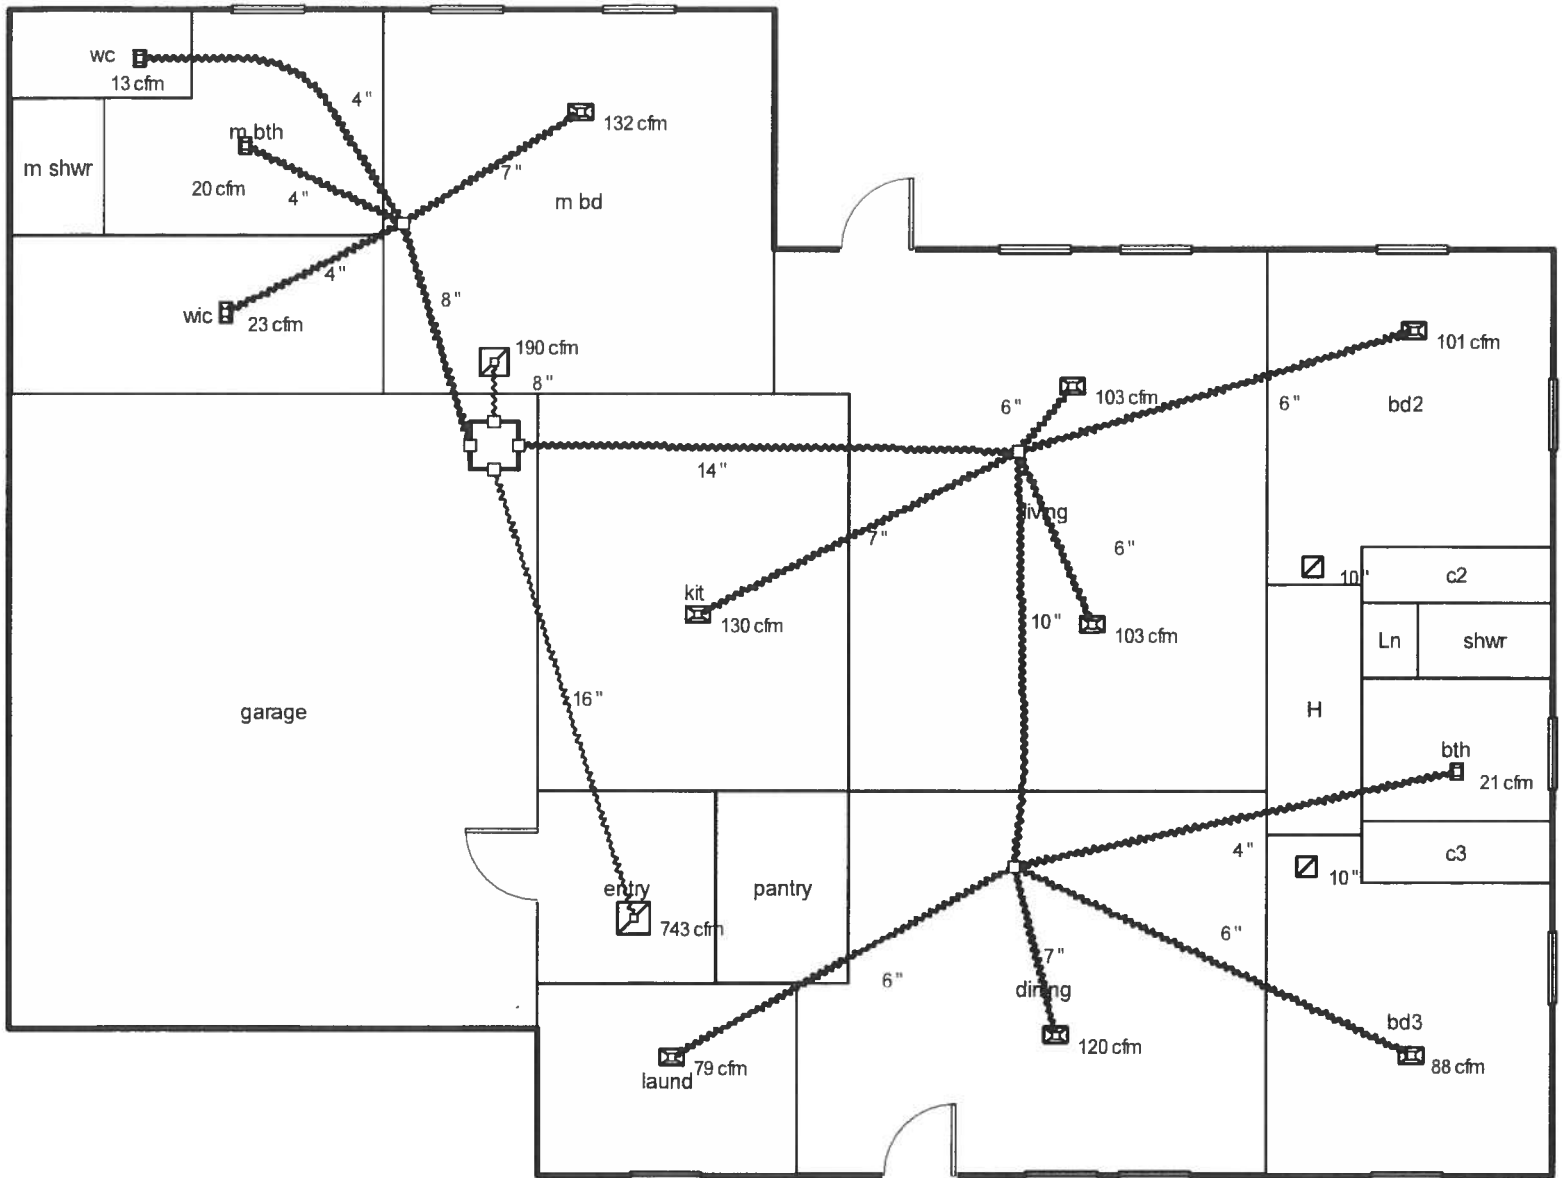 wc
13 cfm
4"
m bth
132 cfm
m shwr
7"
20 cfm
4"
m bd
4"
8"
wic
23 cfm
190 cfm
8"
101 cfm
103 cfm
6"
6"
bd2
14"
living
7"
6"
10"
c2
kit
130 cfm
10"
103 cfm
Ln
shwr
16"
garage
H
bth
21 cfm
4"
c3
entry
pantry
10"
743 cfm
6"
7"
6"
dining
bd3
120 cfm
79 cfm
88 cfm
laund